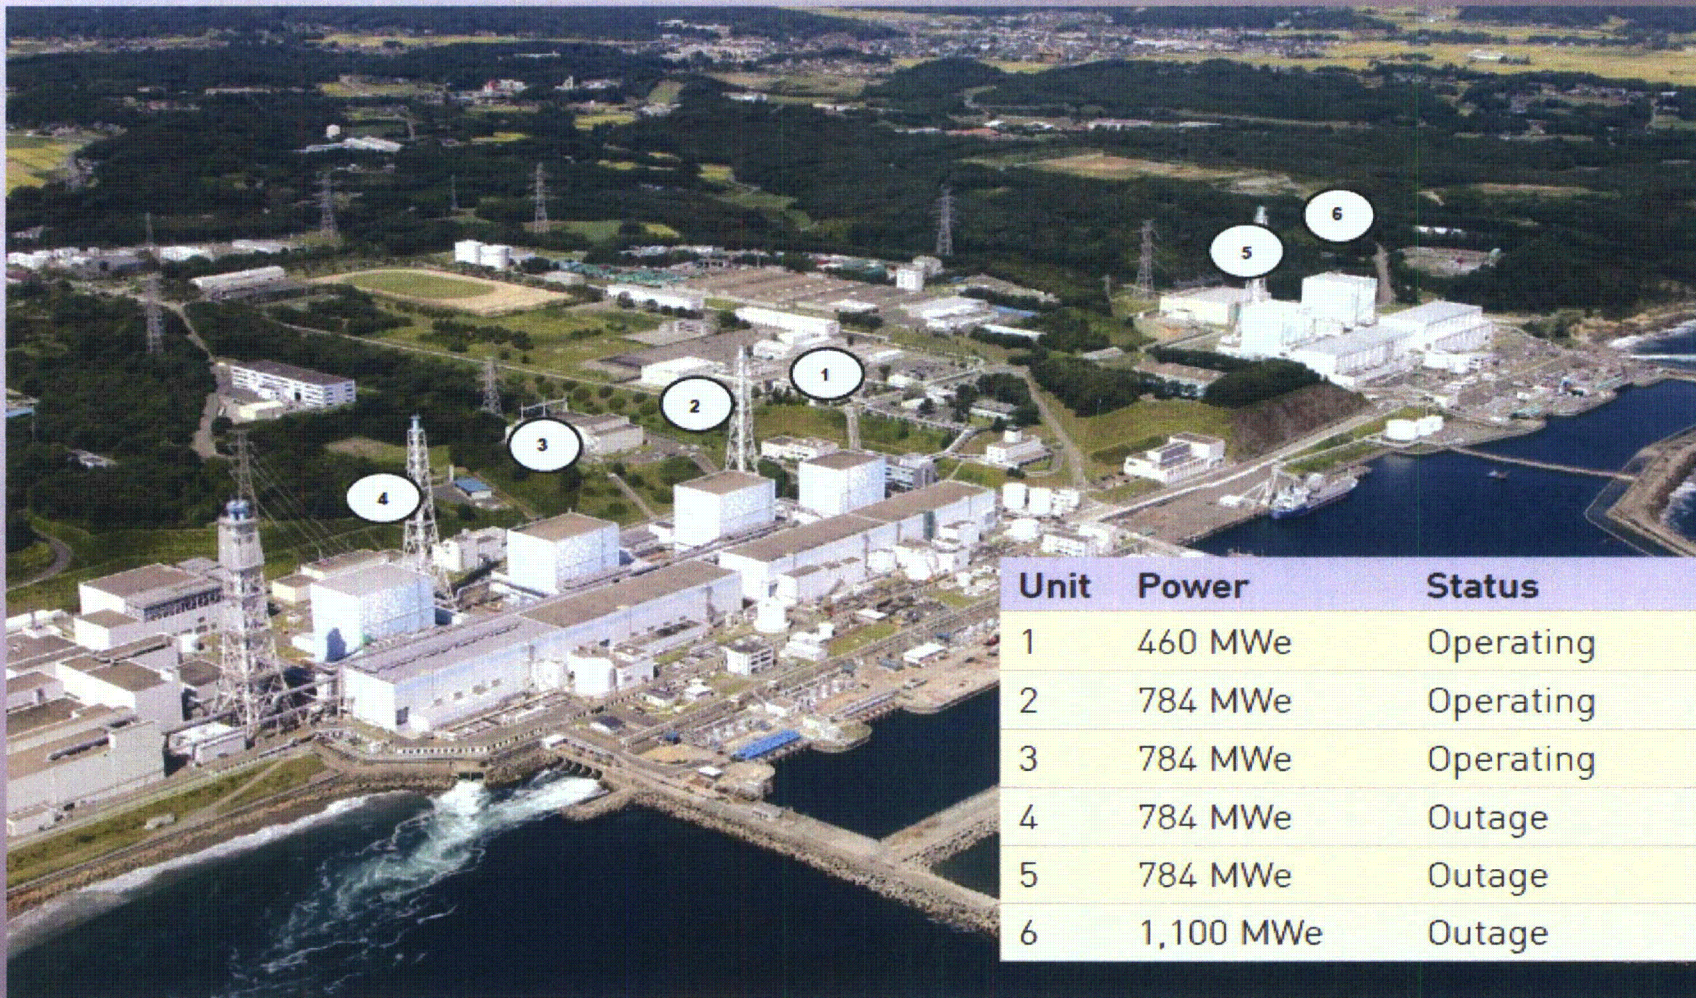 6
5
1
2
3
4
Unit Power Status
1 460 MWe Operating
2 784 MWe Operating
3 784 MWe Operating
4 784 MWe Outage
5 784 MWe Outage
6 1,100 MWe Outage